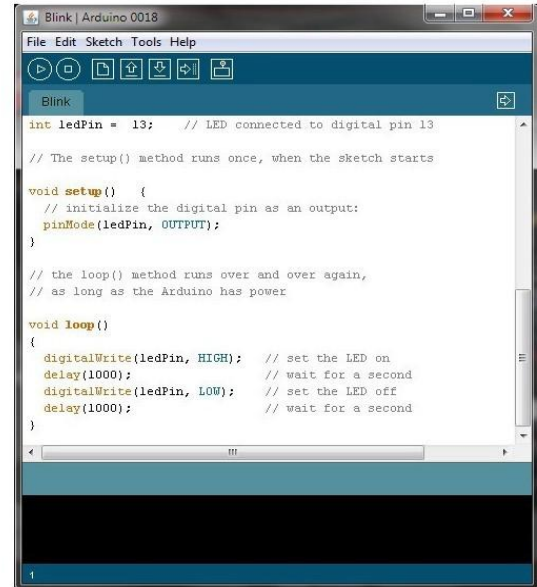 Blink | Arduino 0018
File Edit Sketch Tools Help
Blink
int ledPin =  13;    // LED connected to digital pin 13

// The setup() method runs once, when the sketch starts

void setup()   {
  // initialize the digital pin as an output:
  pinMode(ledPin, OUTPUT);
}

// the loop() method runs over and over again,
// as long as the Arduino has power

void loop()
{
  digitalWrite(ledPin, HIGH);   // set the LED on
  delay(1000);                  // wait for a second
  digitalWrite(ledPin, LOW);    // set the LED off
  delay(1000);                  // wait for a second
}
1